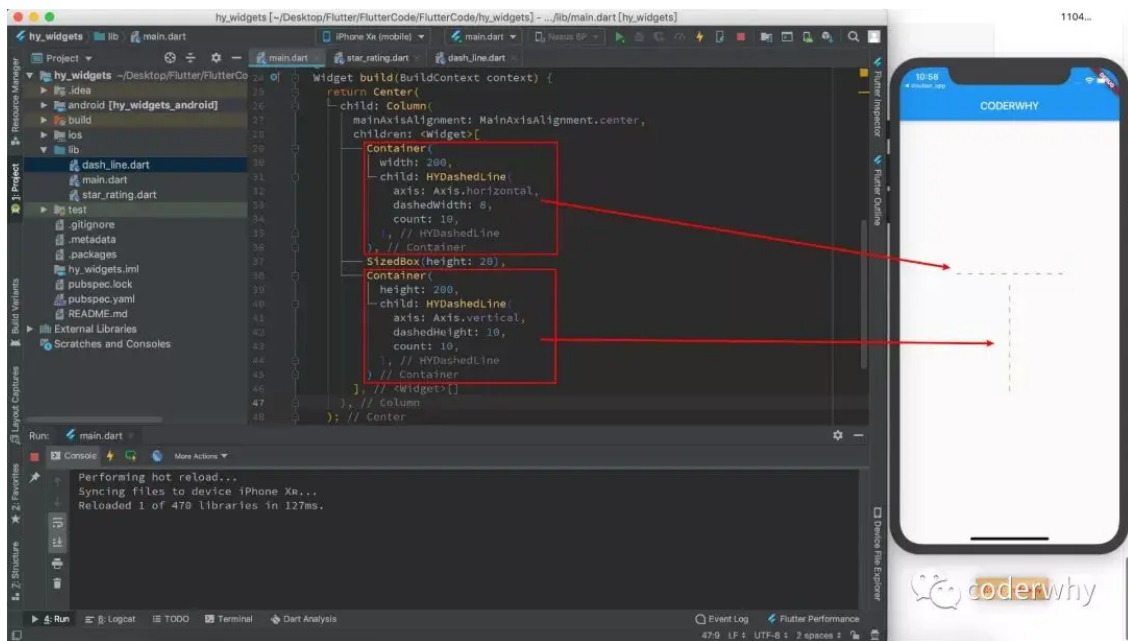 hy_widgets [~/Desktop/Flutter/FlutterCode/FlutterCode/hy_widgets] - .../lib/main.dart [hy_widgets]
1104...
hy_widgets lib main.dart
iPhone Xʀ (mobile) main.dart Nexus 5P
Project
main.dart star_rating.dart dash_line.dart
Resource Manager
1: Project
Build Variants
Layout Captures
2: Favorites
7: Structure
hy_widgets ~/Desktop/Flutter/FlutterCo
.idea
android [hy_widgets_android]
build
ios
lib
dash_line.dart
main.dart
star_rating.dart
test
.gitignore
.metadata
.packages
hy_widgets.iml
pubspec.lock
pubspec.yaml
README.md
External Libraries
Scratches and Consoles
24 Widget build(BuildContext context) {
25 return Center(
26 child: Column(
27 mainAxisAlignment: MainAxisAlignment.center,
28 children: <Widget>[
29 Container(
30 width: 200,
31 child: HYDashedLine(
32 axis: Axis.horizontal,
33 dashedWidth: 8,
34 count: 10,
35 ), // HYDashedLine
36 ), // Container
37 SizedBox(height: 20),
38 Container(
39 height: 200,
40 child: HYDashedLine(
41 axis: Axis.vertical,
42 dashedHeight: 10,
43 count: 10,
44 ), // HYDashedLine
45 ) // Container
46 ], // <Widget>[]
47 ), // Column
48 ); // Center
Flutter Inspector
Flutter Outline
Device File Explorer
10:58
douban_app
DEBUG
CODERWHY
Run: main.dart
Console More Actions
Performing hot reload...
Syncing files to device iPhone Xʀ...
Reloaded 1 of 470 libraries in 127ms.
4: Run 6: Logcat TODO Terminal Dart Analysis
Event Log Flutter Performance
47:9 LF UTF-8 2 spaces
coderwhy